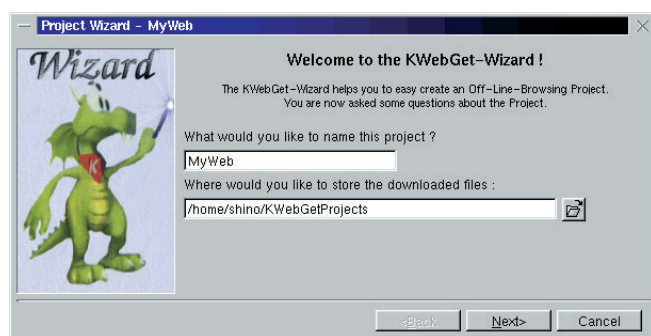 Project Wizard - MyWeb
Wizard
Welcome to the KWebGet-Wizard !
The KWebGet-Wizard helps you to easy create an Off-Line-Browsing Project.
You are now asked some questions about the Project.
K
What would you like to name this project ?
MyWeb
Where would you like to store the downloaded files :
/home/shino/KWebGetProjects
<Back Next> Cancel